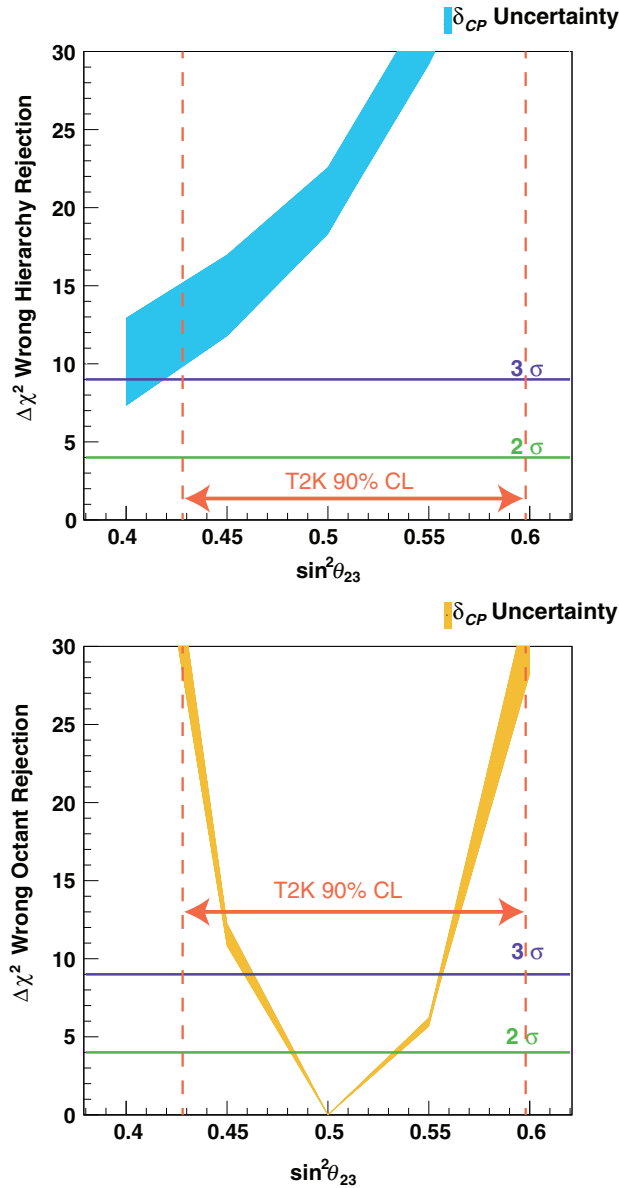 δCP Uncertainty
30
25
20
15
10
5
0
Δχ² Wrong Hierarchy Rejection
3 σ
2 σ
T2K 90% CL
0.4 0.45 0.5 0.55 0.6
sin²θ23
δCP Uncertainty
30
25
20
15
10
5
0
Δχ² Wrong Octant Rejection
T2K 90% CL
3 σ
2 σ
0.4 0.45 0.5 0.55 0.6
sin²θ23